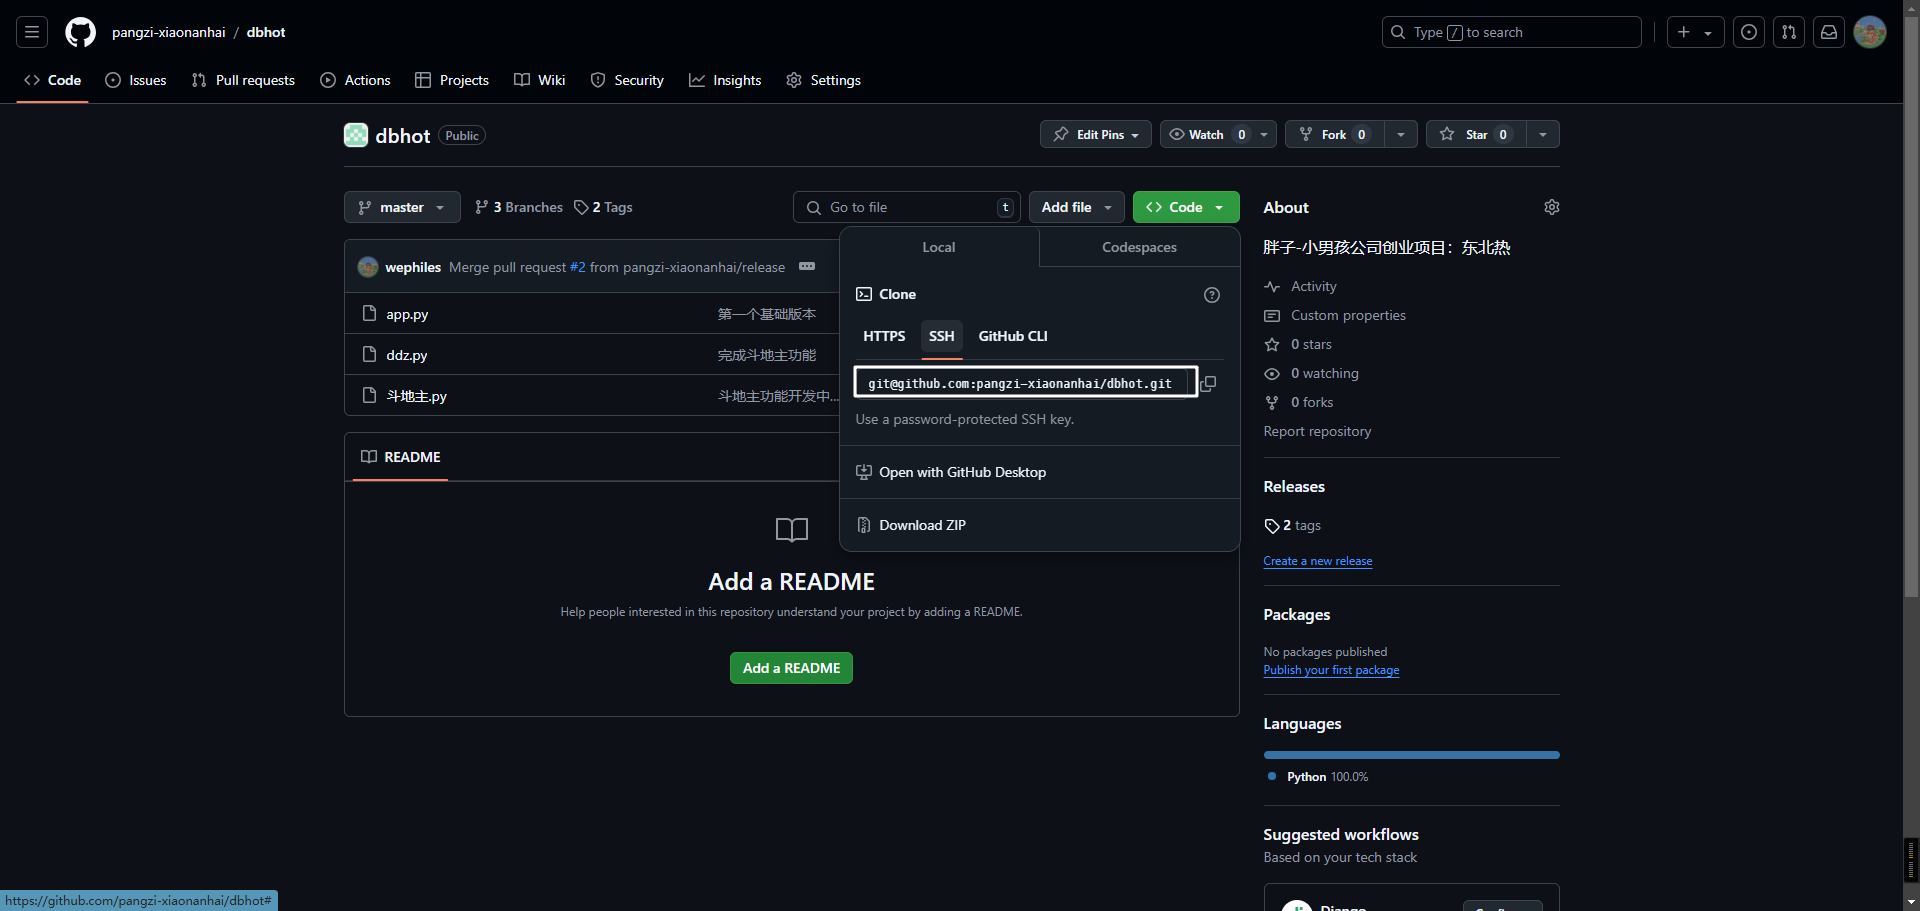 pangzi-xiaonanhai / dbhot
Type / to search
Code Issues Pull requests Actions Projects Wiki Security Insights Settings
dbhot Public
Edit Pins Watch 0 Fork 0 Star 0
master 3 Branches 2 Tags
Go to file t
Add file
Code
wephiles Merge pull request #2 from pangzi-xiaonanhai/release
app.py 第一个基础版本
ddz.py 完成斗地主功能
斗地主.py 斗地主功能开发中...
README
Add a README
Help people interested in this repository understand your project by adding a README.
Add a README
Local Codespaces
Clone
HTTPS SSH GitHub CLI
git@github.com:pangzi-xiaonanhai/dbhot.git
Use a password-protected SSH key.
Open with GitHub Desktop
Download ZIP
About
胖子-小男孩公司创业项目：东北热
Activity
Custom properties
0 stars
0 watching
0 forks
Report repository
Releases
2 tags
Create a new release
Packages
No packages published
Publish your first package
Languages
Python 100.0%
Suggested workflows
Based on your tech stack
Django
https://github.com/pangzi-xiaonanhai/dbhot#